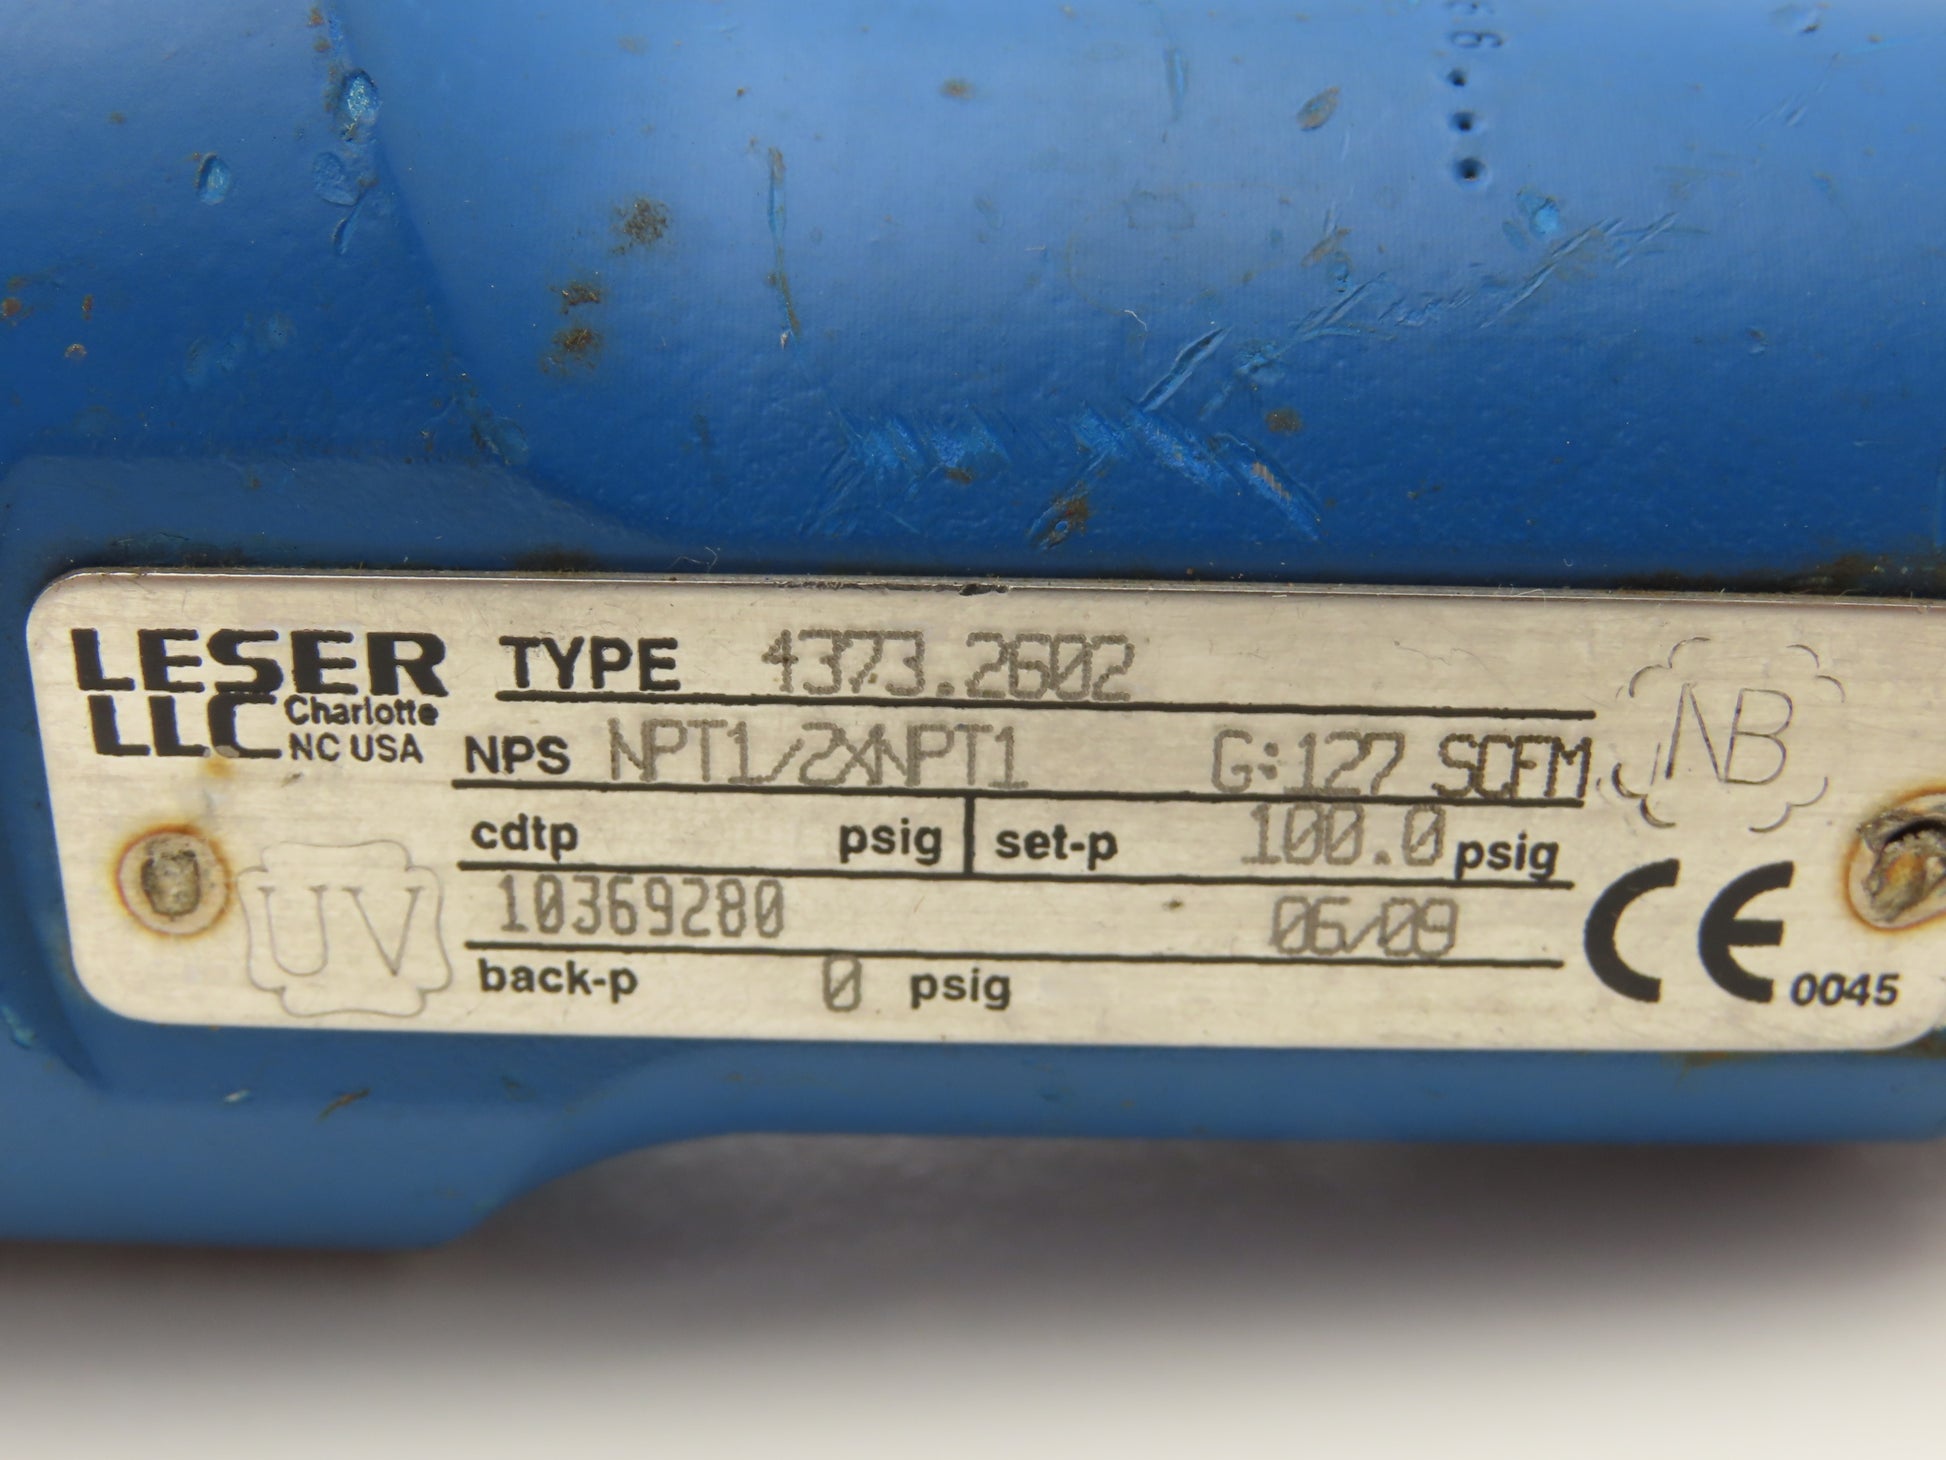 LESER
LLC Charlotte
NC USA
TYPE 4373.2602
NPS NPT1/2XNPT1 G:127 SCFM
NB
cdtp psig set-p 100.0 psig
10369280 06/09
UV
back-p 0 psig
CE 0045